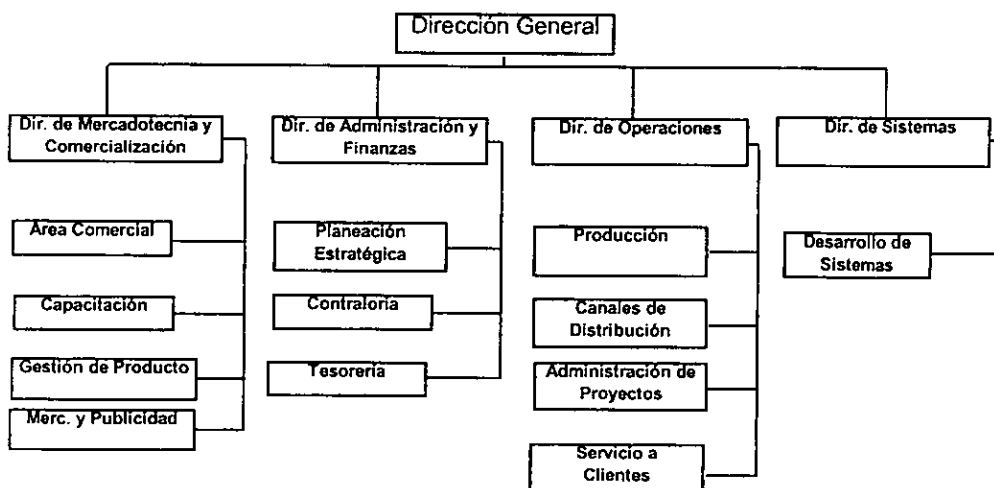 Dirección General
Dir. de Mercadotecnia y
Comercialización
Dir. de Administración y
Finanzas
Dir. de Operaciones
Dir. de Sistemas
Area Comercial
Capacitación
Gestión de Producto
Merc. y Publicidad
Planeación
Estratégica
Contraloría
Tesorería
Producción
Canales de
Distribución
Administración de
Proyectos
Servicio a
Clientes
Desarrollo de
Sistemas